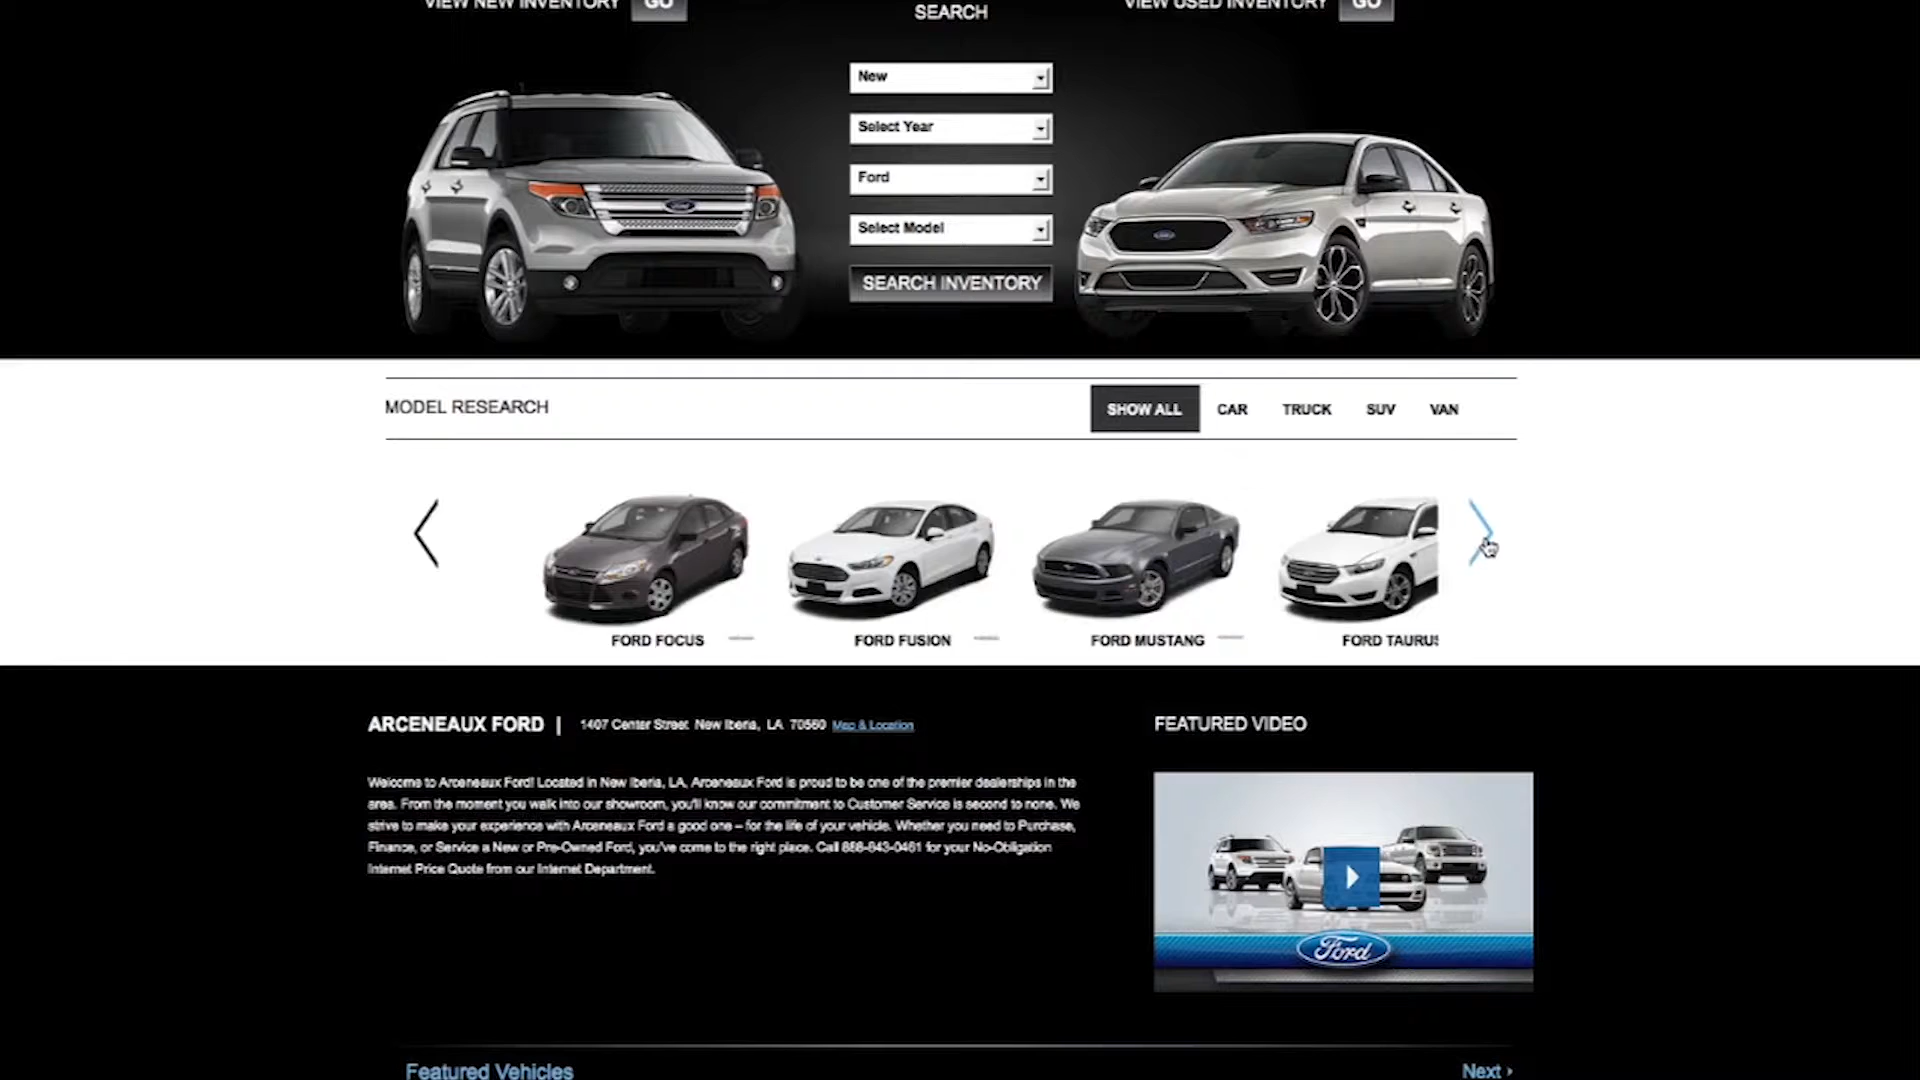 VIEW NEW INVENTORY GO
SEARCH
VIEW USED INVENTORY GO
New
Select Year
Ford
Select Model
SEARCH INVENTORY
MODEL RESEARCH
SHOW ALL CAR TRUCK SUV VAN
FORD FOCUS
FORD FUSION
FORD MUSTANG
FORD TAURUS
ARCENEAUX FORD | 1407 Center Street New Iberia, LA 70560 Map & Location
Welcome to Arceneaux Ford! Located in New Iberia, LA, Arceneaux Ford is proud to be one of the premier dealerships in the
area. From the moment you walk into our showroom, you'll know our commitment to Customer Service is second to none. We
strive to make your experience with Arceneaux Ford a good one – for the life of your vehicle. Whether you need to Purchase,
Finance, or Service a New or Pre-Owned Ford, you've come to the right place. Call 888-843-0461 for your No-Obligation
Internet Price Quote from our Internet Department.
FEATURED VIDEO
Ford
Featured Vehicles
Next